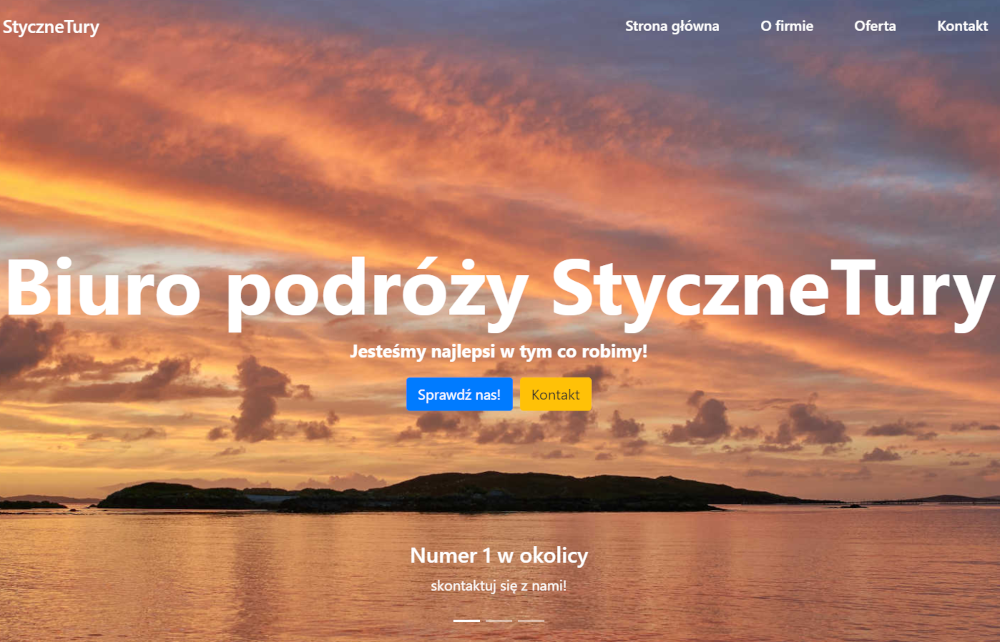 StyczneTury
Strona główna O firmie Oferta Kontakt
Biuro podróży StyczneTury
Jesteśmy najlepsi w tym co robimy!
Sprawdź nas! Kontakt
Numer 1 w okolicy
skontaktuj się z nami!